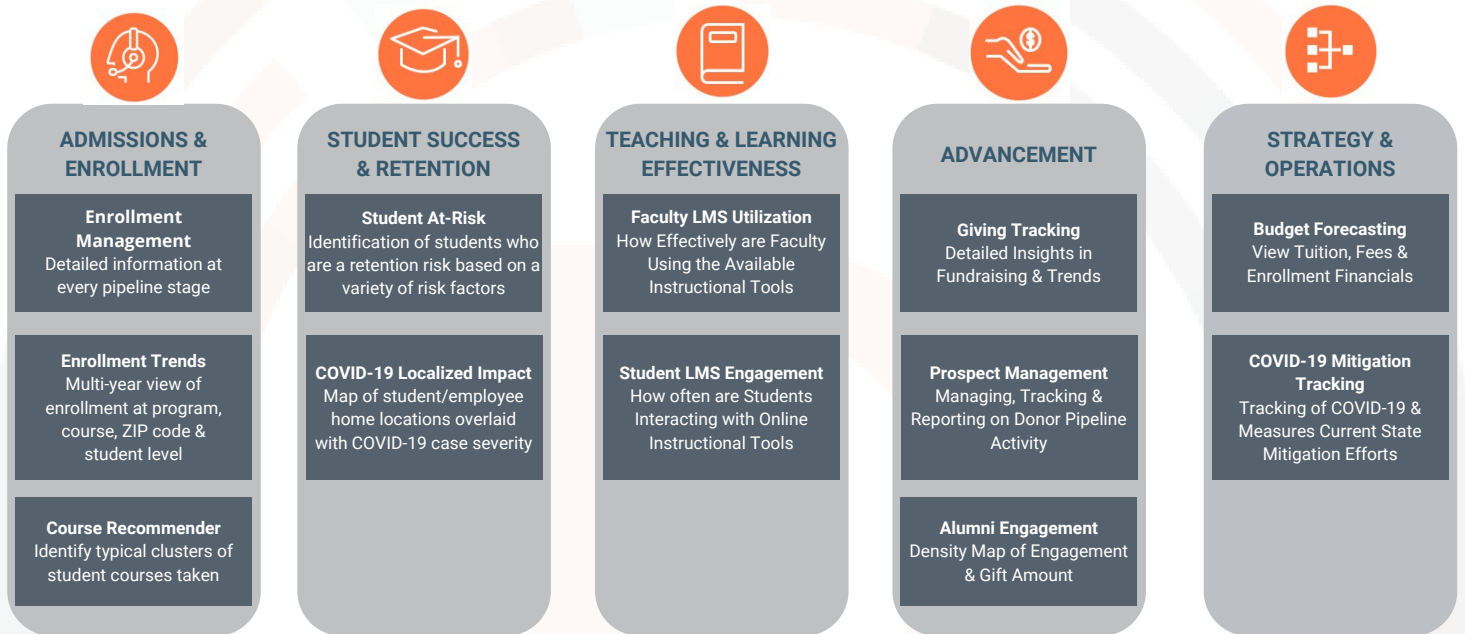 ADMISSIONS &
ENROLLMENT
Enrollment
Management
Detailed information at
every pipeline stage
Enrollment Trends
Multi-year view of
enrollment at program,
course, ZIP code &
student level
Course Recommender
Identify typical clusters of
student courses taken
STUDENT SUCCESS
& RETENTION
Student At-Risk
Identification of students who
are a retention risk based on a
variety of risk factors
COVID-19 Localized Impact
Map of student/employee
home locations overlaid
with COVID-19 case severity
TEACHING & LEARNING
EFFECTIVENESS
Faculty LMS Utilization
How Effectively are Faculty
Using the Available
Instructional Tools
Student LMS Engagement
How often are Students
Interacting with Online
Instructional Tools
$
ADVANCEMENT
Giving Tracking
Detailed Insights in
Fundraising & Trends
Prospect Management
Managing, Tracking &
Reporting on Donor Pipeline
Activity
Alumni Engagement
Density Map of Engagement
& Gift Amount
STRATEGY &
OPERATIONS
Budget Forecasting
View Tuition, Fees &
Enrollment Financials
COVID-19 Mitigation
Tracking
Tracking of COVID-19 &
Measures Current State
Mitigation Efforts